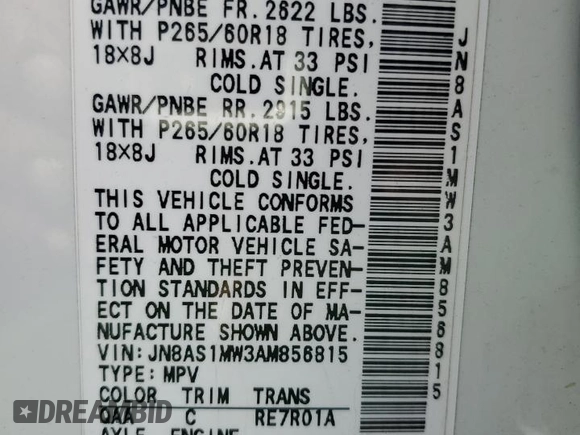 GAWR/PNBE FR.2622 LBS.
WITH P265/60R18 TIRES,
18X8J RIMS.AT 33 PSI
COLD SINGLE.
GAWR/PNBE RR.2915 LBS.
WITH P265/60R18 TIRES,
18X8J RIMS.AT 33 PSI
COLD SINGLE.
THIS VEHICLE CONFORMS
TO ALL APPLICABLE FED-
ERAL MOTOR VEHICLE SA-
FETY AND THEFT PREVEN-
TION STANDARDS IN EFF-
ECT ON THE DATE OF MA-
NUFACTURE SHOWN ABOVE.
VIN:JN8AS1MW3AM856815
TYPE:MPV
COLOR TRIM TRANS
QAA C RE7R01A
AXLE ENGINE
JN8AS1MW3AM856815
DREAMBID